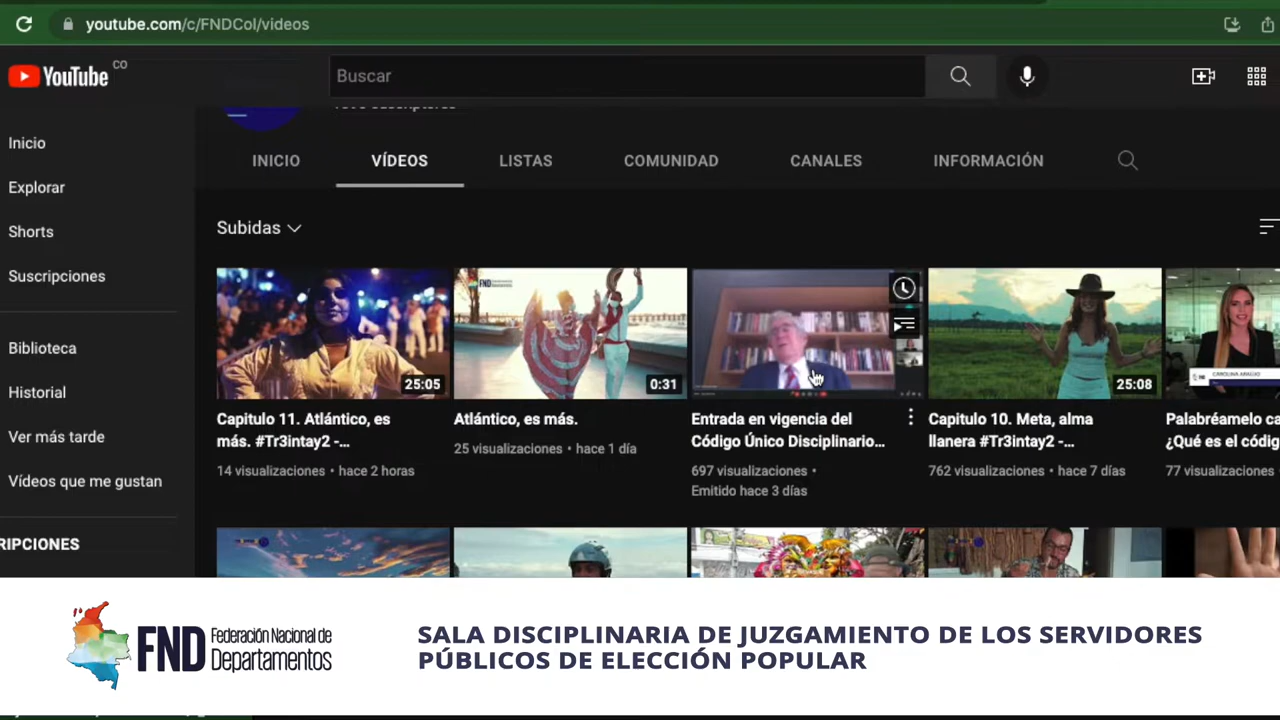 youtube.com/c/FNDCol/videos
YouTube CO
Buscar
Inicio
Explorar
Shorts
Suscripciones
Biblioteca
Historial
Ver más tarde
Vídeos que me gustan
RIPCIONES
INICIO
VÍDEOS
LISTAS
COMUNIDAD
CANALES
INFORMACIÓN
Subidas
FND
25:05
0:31
25:08
CAROLINA ARAUJO
Capitulo 11. Atlántico, es
más. #Tr3intay2 -...
14 visualizaciones • hace 2 horas
Atlántico, es más.
25 visualizaciones • hace 1 día
Entrada en vigencia del
Código Único Disciplinario...
697 visualizaciones •
Emitido hace 3 días
Capitulo 10. Meta, alma
llanera #Tr3intay2 -...
762 visualizaciones • hace 7 días
Palabréamelo ca
¿Qué es el códig
77 visualizaciones
FND Federación Nacional de
Departamentos
SALA DISCIPLINARIA DE JUZGAMIENTO DE LOS SERVIDORES
PÚBLICOS DE ELECCIÓN POPULAR